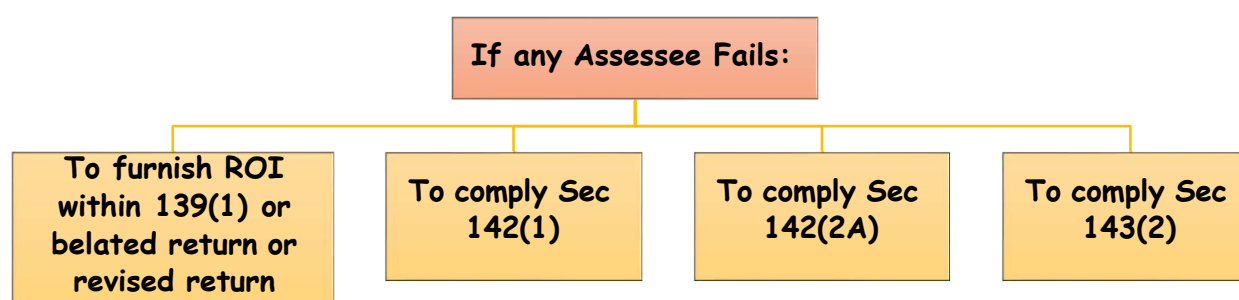 If any Assessee Fails:
To furnish ROI
within 139(1) or
belated return or
revised return
To comply Sec
142(1)
To comply Sec
142(2A)
To comply Sec
143(2)